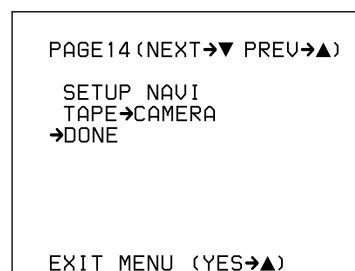 PAGE14(NEXT→▼ PREV→▲)
SETUP NAVI
TAPE→CAMERA
→DONE
EXIT MENU (YES→▲)